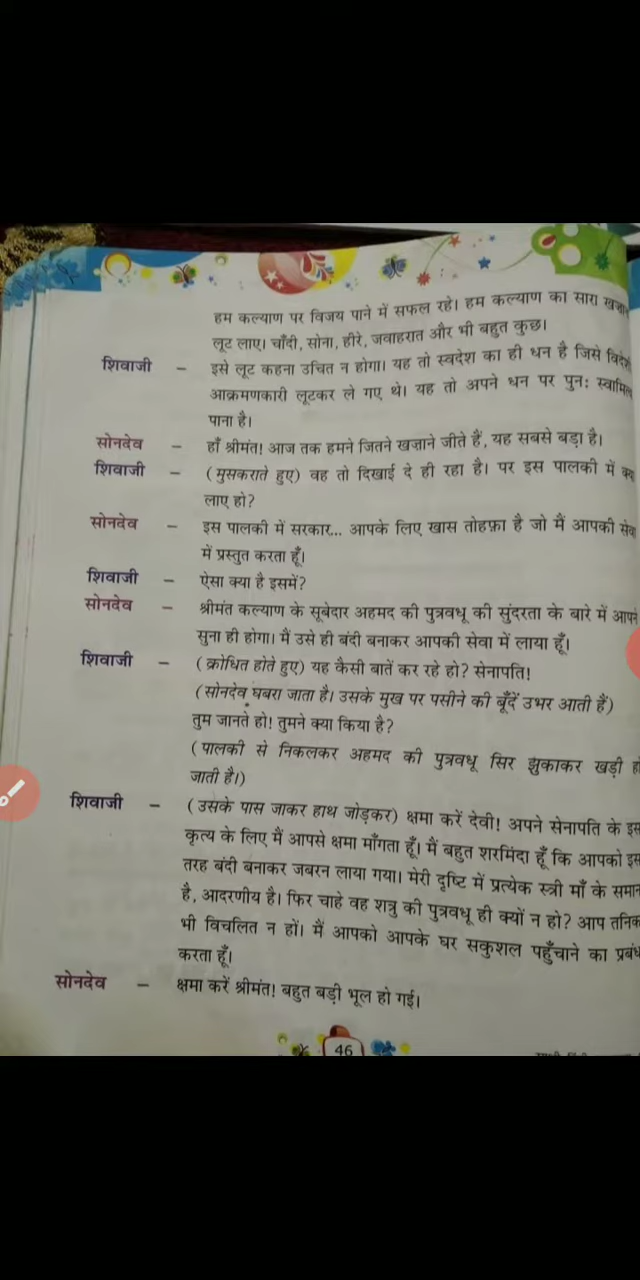 हम कल्याण पर विजय पाने में सफल रहे। हम कल्याण का सारा
लूट लाए। चाँदी, सोना, हीरे, जवाहरात और भी बहुत कुछ।
शिवाजी – इसे लूट कहना उचित न होगा। यह तो स्वदेश का ही धन है जिसे
आक्रमणकारी लूटकर ले गए थे। यह तो अपने धन पर पुनः
पाना है।
सोनदेव – हाँ श्रीमंत! आज तक हमने जितने खज़ाने जीते हैं, यह सबसे बड़ा है।
शिवाजी – (मुसकराते हुए) वह तो दिखाई दे ही रहा है। पर इस पालकी में क्या
लाए हो?
सोनदेव – इस पालकी में सरकार... आपके लिए खास तोहफ़ा है जो मैं आपकी सेवा
में प्रस्तुत करता हूँ।
शिवाजी – ऐसा क्या है इसमें?
सोनदेव – श्रीमंत कल्याण के सूबेदार अहमद की पुत्रवधू की सुंदरता के बारे में आपने
सुना ही होगा। मैं उसे ही बंदी बनाकर आपकी सेवा में लाया हूँ।
शिवाजी – (क्रोधित होते हुए) यह कैसी बातें कर रहे हो? सेनापति!
(सोनदेव घबरा जाता है। उसके मुख पर पसीने की बूँदें उभर आती हैं)
तुम जानते हो! तुमने क्या किया है?
(पालकी से निकलकर अहमद की पुत्रवधू सिर झुकाकर खड़ी हो
जाती है।)
शिवाजी – (उसके पास जाकर हाथ जोड़कर) क्षमा करें देवी! अपने सेनापति के इस
कृत्य के लिए मैं आपसे क्षमा माँगता हूँ। मैं बहुत शरमिंदा हूँ कि आपको इस
तरह बंदी बनाकर जबरन लाया गया। मेरी दृष्टि में प्रत्येक स्त्री माँ के समान
है, आदरणीय है। फिर चाहे वह शत्रु की पुत्रवधू ही क्यों न हो? आप तनिक
भी विचलित न हों। मैं आपको आपके घर सकुशल पहुँचाने का प्रबंध
करता हूँ।
सोनदेव – क्षमा करें श्रीमंत! बहुत बड़ी भूल हो गई।
46